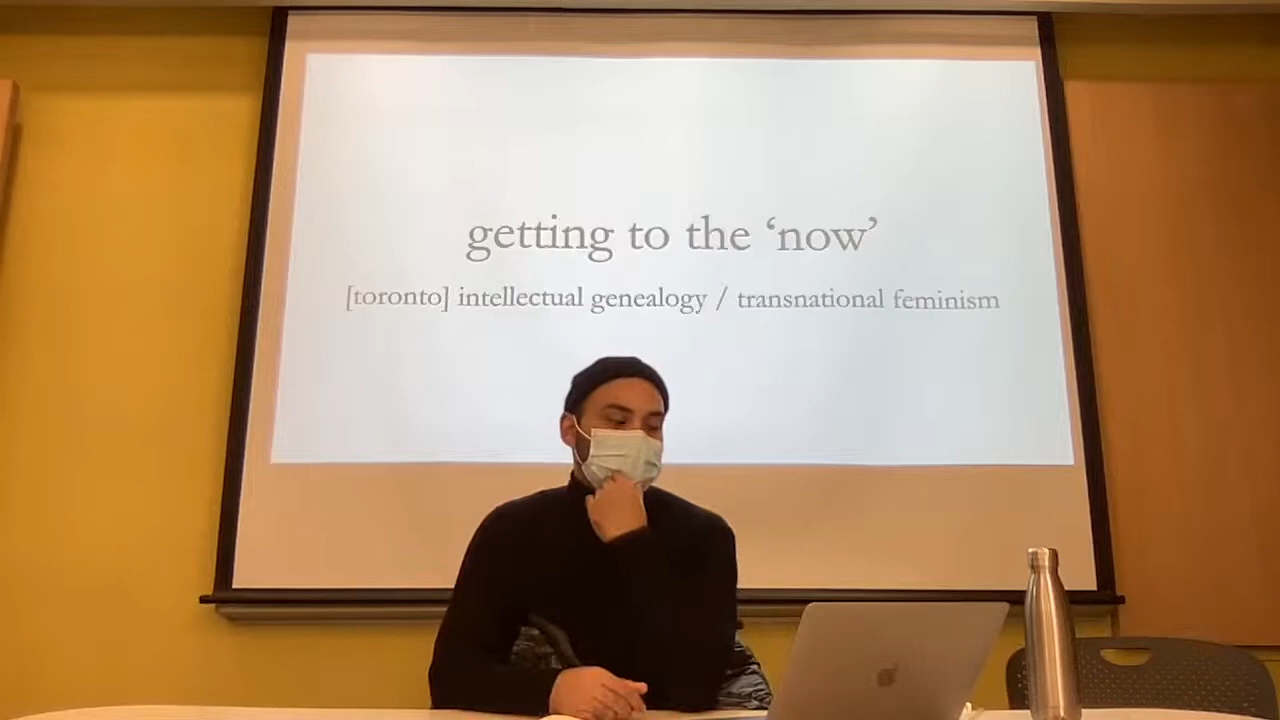 getting to the ‘now’
[toronto] intellectual genealogy / transnational feminism